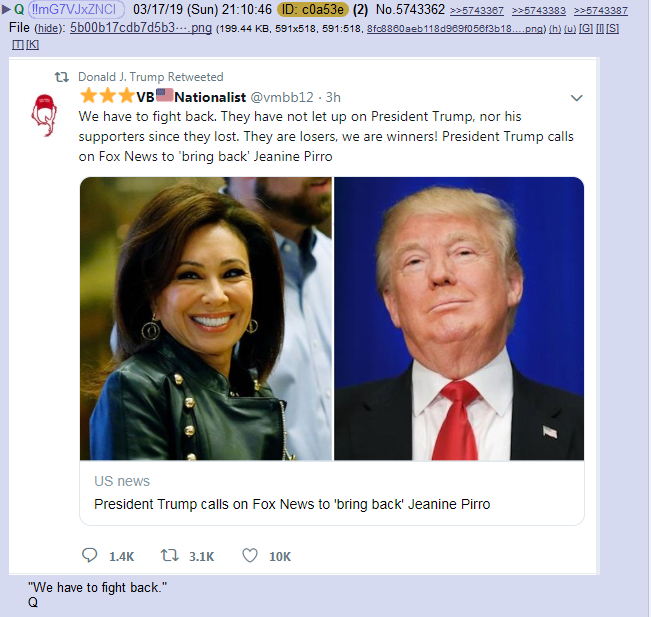 ▶ Q (!!mG7VJxZNCI) 03/17/19 (Sun) 21:10:46 ID: c0a53e (2) No.5743362 >>5743367 >>5743383 >>5743387
File (hide): 5b00b17cdb7d5b3⋯.png (199.44 KB, 591x518, 591:518, 8fc8860aeb118d969f056f3b18....png) (h) (u) [G] [I] [S]
[T] [K]
Donald J. Trump Retweeted
⭐⭐⭐VB🇺🇸Nationalist @vmbb12 · 3h
We have to fight back. They have not let up on President Trump, nor his
supporters since they lost. They are losers, we are winners! President Trump calls
on Fox News to 'bring back' Jeanine Pirro
US news
President Trump calls on Fox News to 'bring back' Jeanine Pirro
1.4K 3.1K 10K
"We have to fight back."
Q